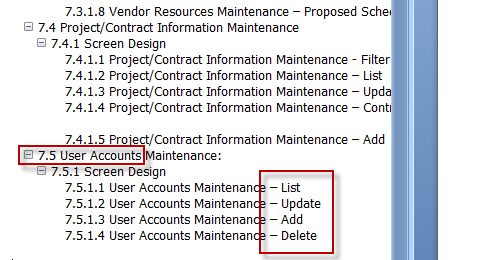 7.3.1.8 Vendor Resources Maintenance – Proposed Sche
7.4 Project/Contract Information Maintenance
7.4.1 Screen Design
7.4.1.1 Project/Contract Information Maintenance - Filter
7.4.1.2 Project/Contract Information Maintenance – List
7.4.1.3 Project/Contract Information Maintenance – Upda
7.4.1.4 Project/Contract Information Maintenance – Contr
7.4.1.5 Project/Contract Information Maintenance – Add
7.5 User Accounts Maintenance:
7.5.1 Screen Design
7.5.1.1 User Accounts Maintenance – List
7.5.1.2 User Accounts Maintenance – Update
7.5.1.3 User Accounts Maintenance – Add
7.5.1.4 User Accounts Maintenance – Delete